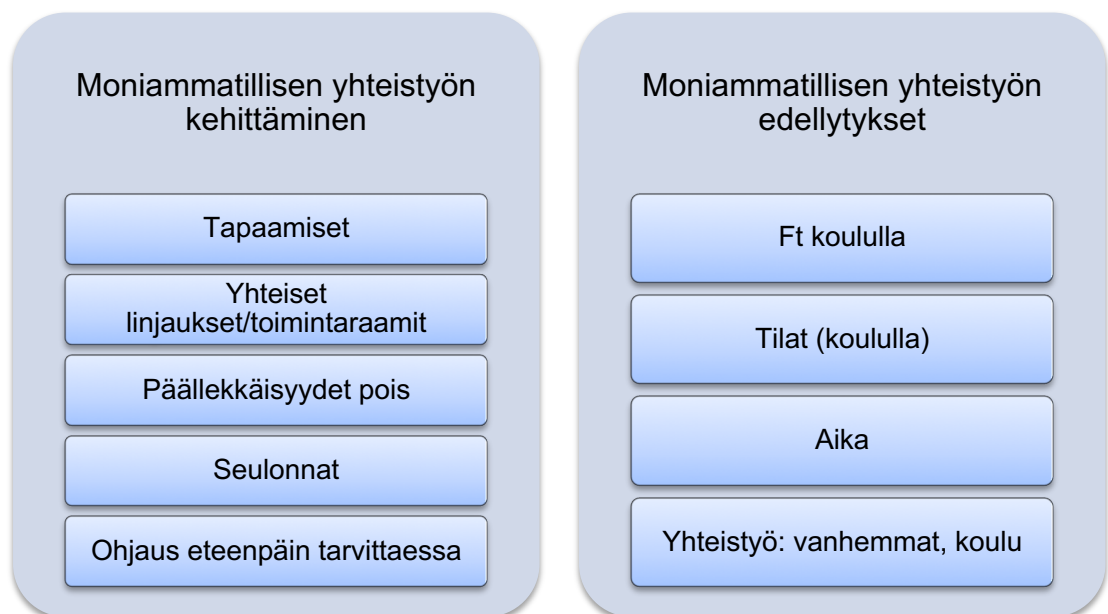 Moniammatillisen yhteistyön
kehittäminen
Tapaamiset
Yhteiset
linjaukset/toimintaraamit
Päällekkäisyydet pois
Seulonnat
Ohjaus eteenpäin tarvittaessa
Moniammatillisen yhteistyön
edellytykset
Ft koululla
Tilat (koululla)
Aika
Yhteistyö: vanhemmat, koulu